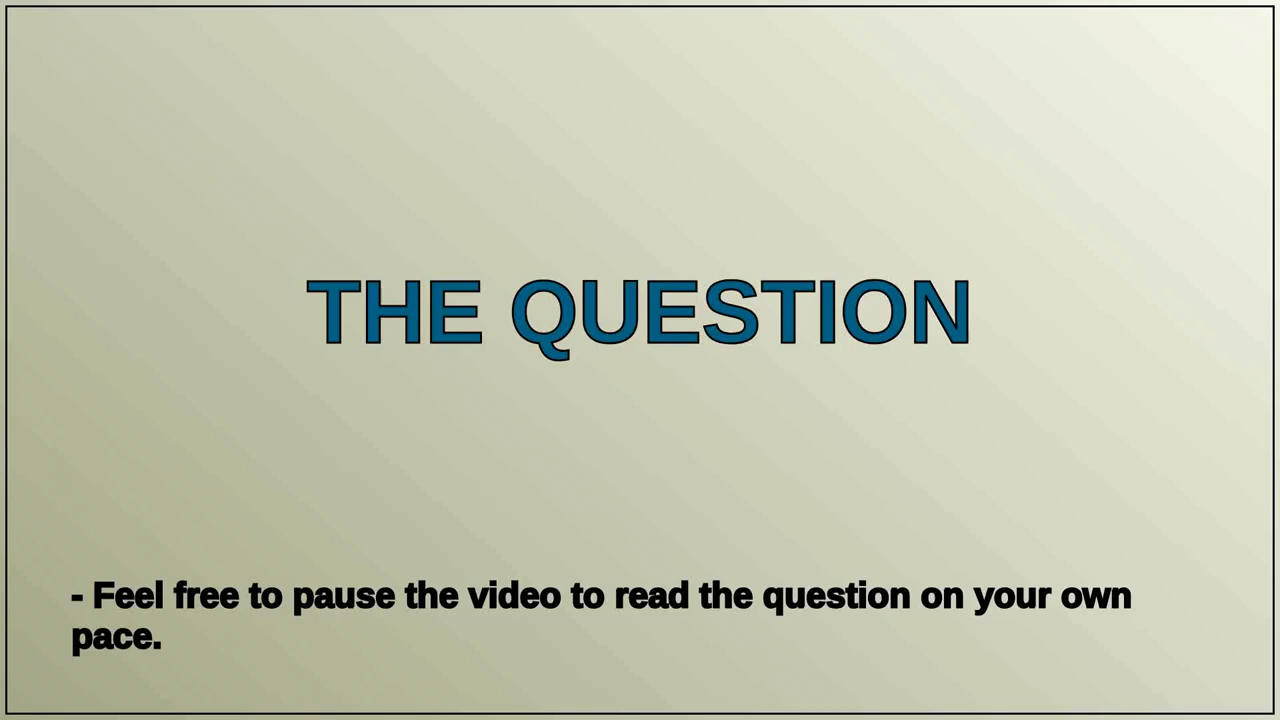 THE QUESTION
- Feel free to pause the video to read the question on your own
pace.